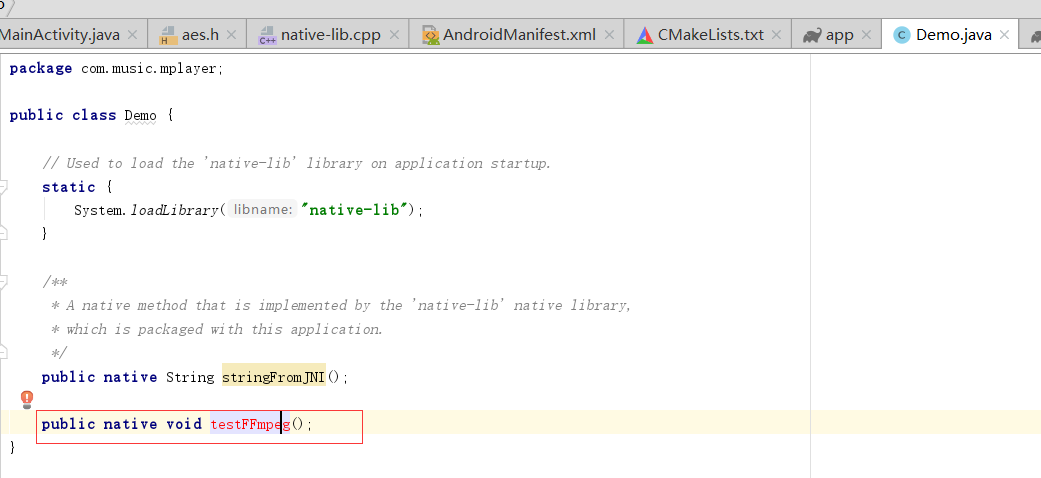 MainActivity.java aes.h native-lib.cpp AndroidManifest.xml CMakeLists.txt app Demo.java
package com.music.mplayer;
public class Demo {
// Used to load the 'native-lib' library on application startup.
static {
System.loadLibrary( libname: "native-lib");
}
/**
* A native method that is implemented by the 'native-lib' native library,
* which is packaged with this application.
*/
public native String stringFromJNI();
public native void testFFmpeg();
}